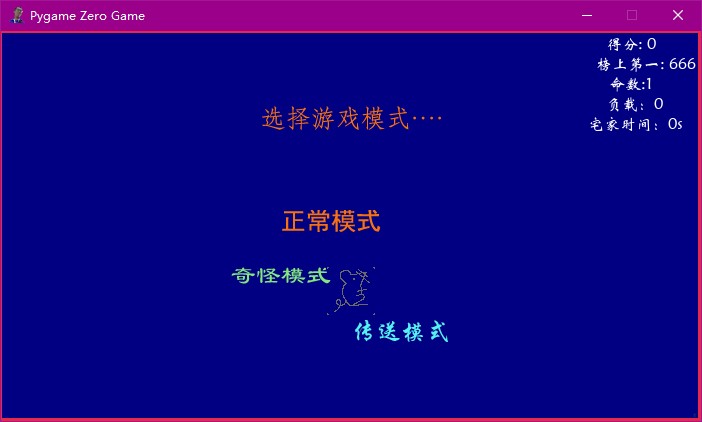 Pygame Zero Game
得分: 0
榜上第一: 666
命数:1
负载：0
宅家时间：0s
选择游戏模式····
正常模式
奇怪模式
传送模式